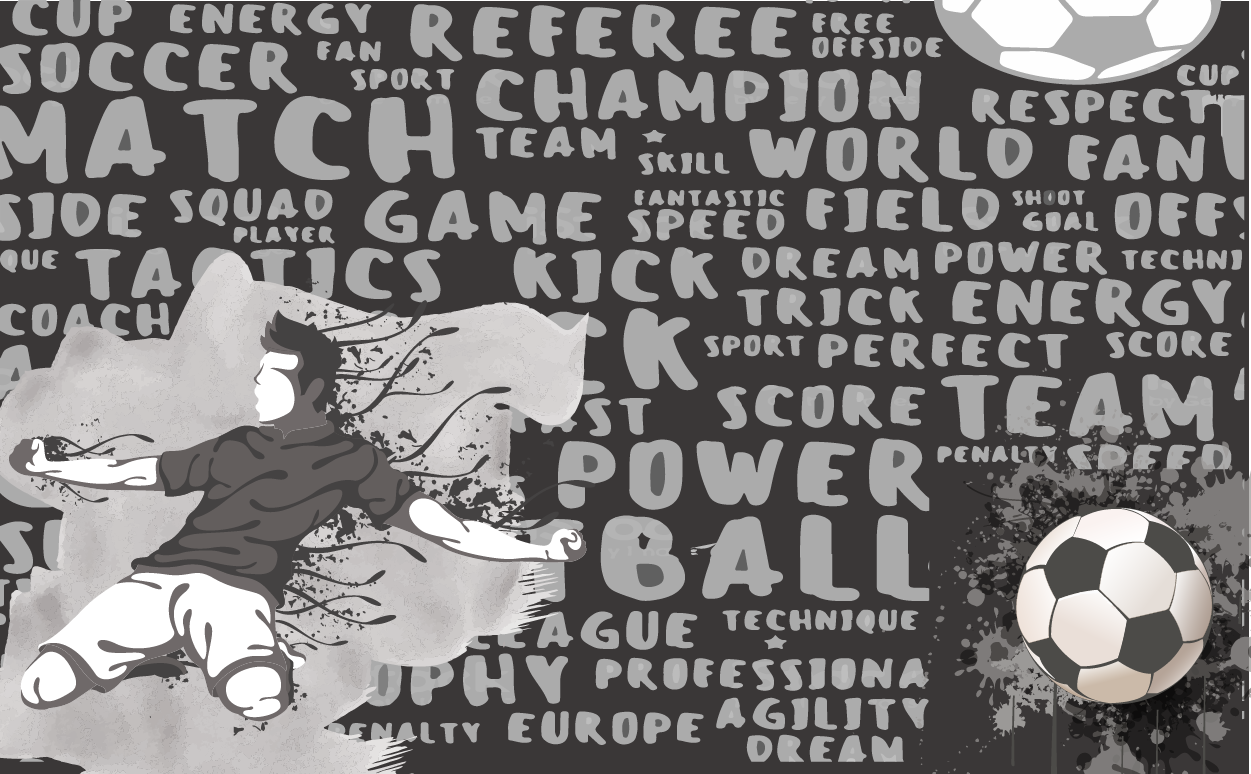 CUP ENERGY REFEREE FREE
SOCCER FAN OFFSIDE
SPORT CHAMPION CUP
MATCH RESPECT
TEAM SKILL WORLD FAN
SIDE SQUAD GAME FANTASTIC FIELD SHOOT
PLAYER SPEED GOAL OFFS
QUE TACTICS KICK DREAM POWER TECHNI
COACH TRICK ENERGY
CK SPORT PERFECT SCORE
AST SCORE TEAM
POWER PENALTY SPEED
BALL
LEAGUE TECHNIQUE
OPHY PROFESSIONA
PENALTY EUROPE AGILITY
DREAM